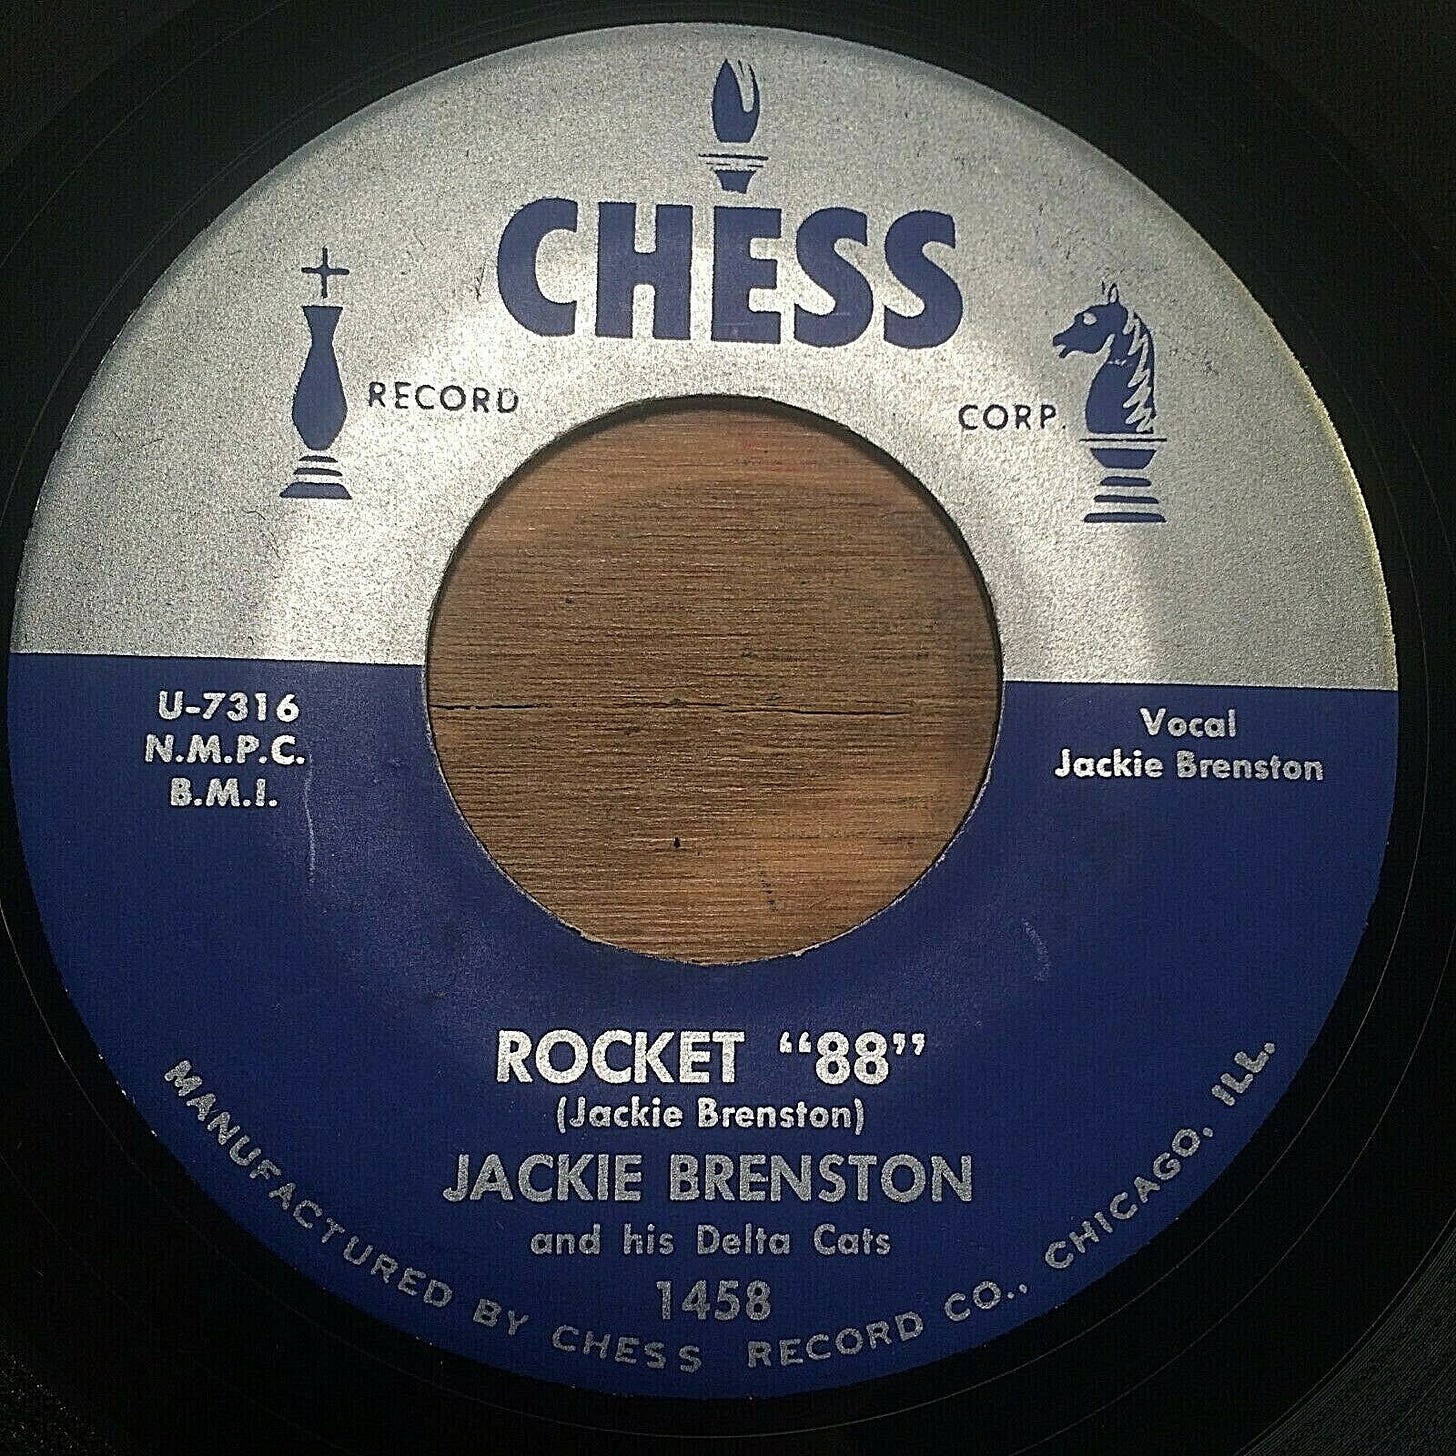 CHESS
RECORD CORP.
U-7316
N.M.P.C.
B.M.I.
Vocal
Jackie Brenston
ROCKET “88”
(Jackie Brenston)
JACKIE BRENSTON
and his Delta Cats
1458
MANUFACTURED BY CHESS RECORD CO., CHICAGO, ILL.